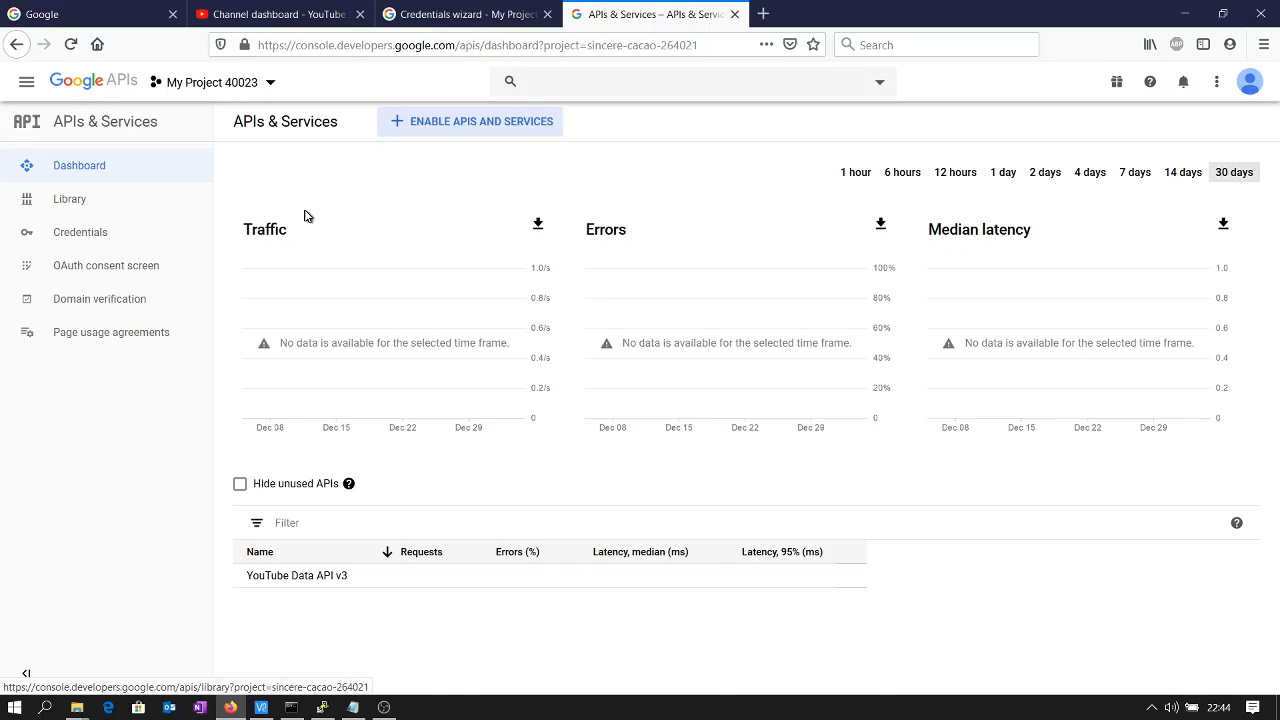 Google
Channel dashboard - YouTube
Credentials wizard - My Project
APIs & Services – APIs & Servic
https://console.developers.google.com/apis/dashboard?project=sincere-cacao-264021
Search
Google APIs
My Project 40023
API APIs & Services
APIs & Services
ENABLE APIS AND SERVICES
Dashboard
Library
Credentials
OAuth consent screen
Domain verification
Page usage agreements
1 hour 6 hours 12 hours 1 day 2 days 4 days 7 days 14 days 30 days
Traffic
1.0/s
0.8/s
0.6/s
No data is available for the selected time frame.
0.4/s
0.2/s
0
Dec 08 Dec 15 Dec 22 Dec 29
Errors
100%
80%
60%
No data is available for the selected time frame.
40%
20%
0
Dec 08 Dec 15 Dec 22 Dec 29
Median latency
1.0
0.8
0.6
No data is available for the selected time frame.
0.4
0.2
0
Dec 08 Dec 15 Dec 22 Dec 29
Hide unused APIs
Filter
Name Requests Errors (%) Latency, median (ms) Latency, 95% (ms)
YouTube Data API v3
https://console.developers.google.com/apis/library?project=sincere-cacao-264021
22:44